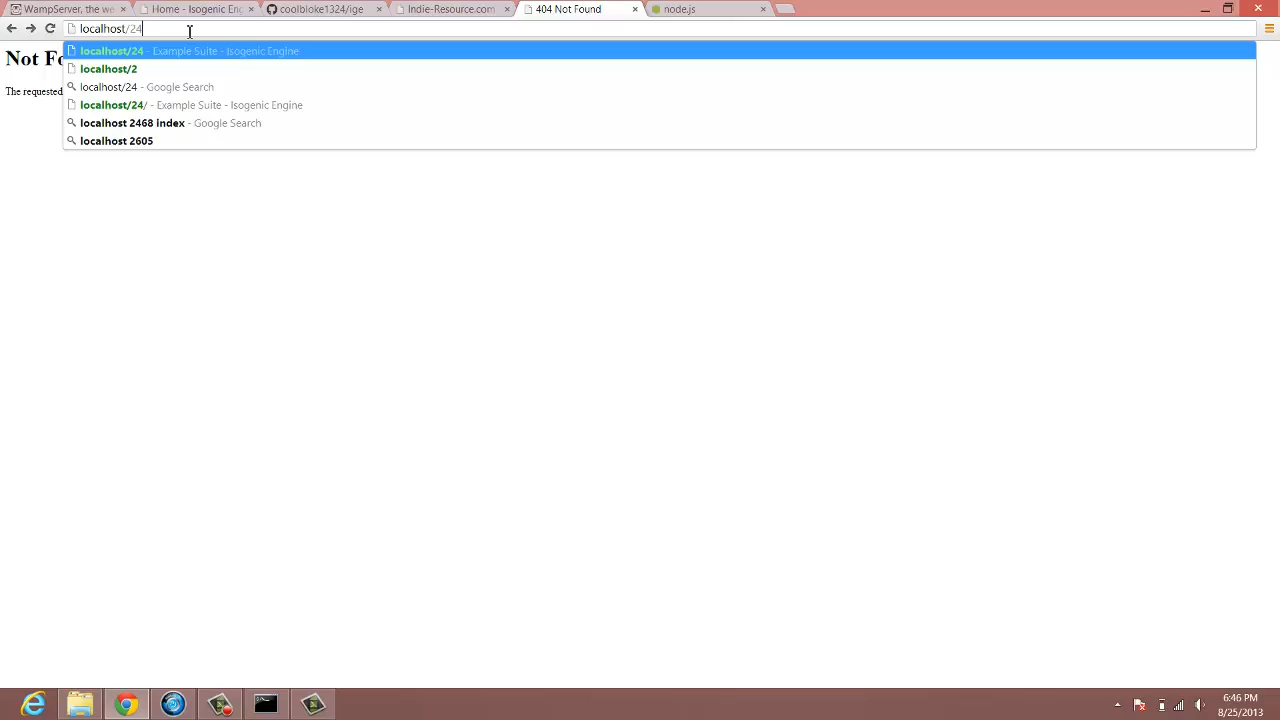 WampServer, the we
Home - Isogenic Eng
coolbloke1324/ige
Indie-Resource.com
404 Not Found
node.js
localhost/24
localhost/24 - Example Suite - Isogenic Engine
localhost/2
localhost/24 - Google Search
localhost/24/ - Example Suite - Isogenic Engine
localhost 2468 index - Google Search
localhost 2605
Not Fo
The requested
6:46 PM
8/25/2013